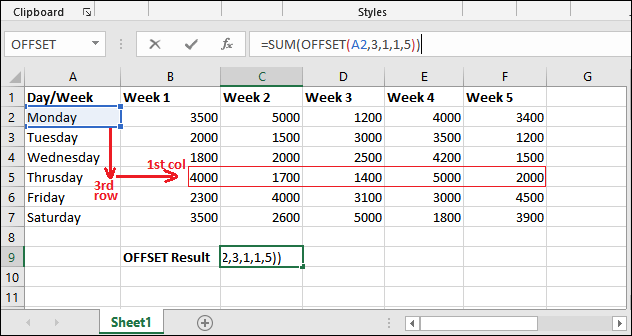 Clipboard Styles
OFFSET =SUM(OFFSET(A2,3,1,1,5))
A B C D E F G
1 Day/Week Week 1 Week 2 Week 3 Week 4 Week 5
2 Monday 3500 5000 1200 4000 3400
3 Tuesday 2000 1500 3000 3500 1200
4 Wednesday 1800 2000 2500 4200 1500
1st col
5 Thrusday 4000 1700 1400 5000 2000
3rd
row
6 Friday 2300 4000 3100 3000 4500
7 Saturday 3500 2600 5000 1800 3900
8
9 OFFSET Result 2,3,1,1,5))
10
11
Sheet1